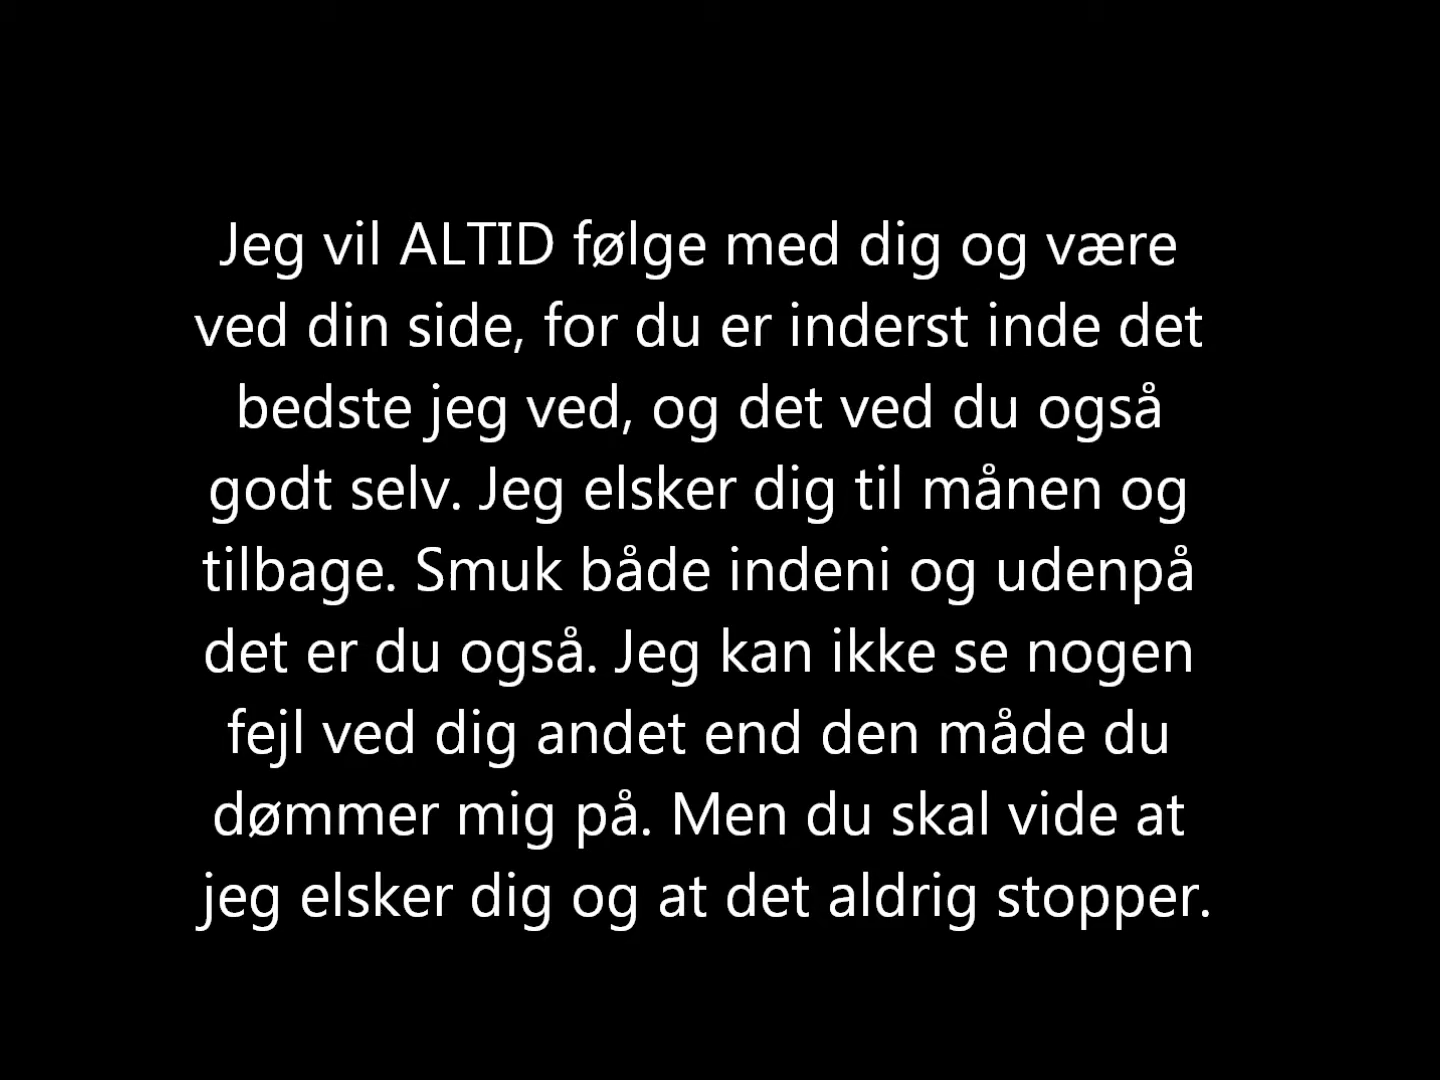 Jeg vil ALTID følge med dig og være
ved din side, for du er inderst inde det
bedste jeg ved, og det ved du også
godt selv. Jeg elsker dig til månen og
tilbage. Smuk både indeni og udenpå
det er du også. Jeg kan ikke se nogen
fejl ved dig andet end den måde du
dømmer mig på. Men du skal vide at
jeg elsker dig og at det aldrig stopper.